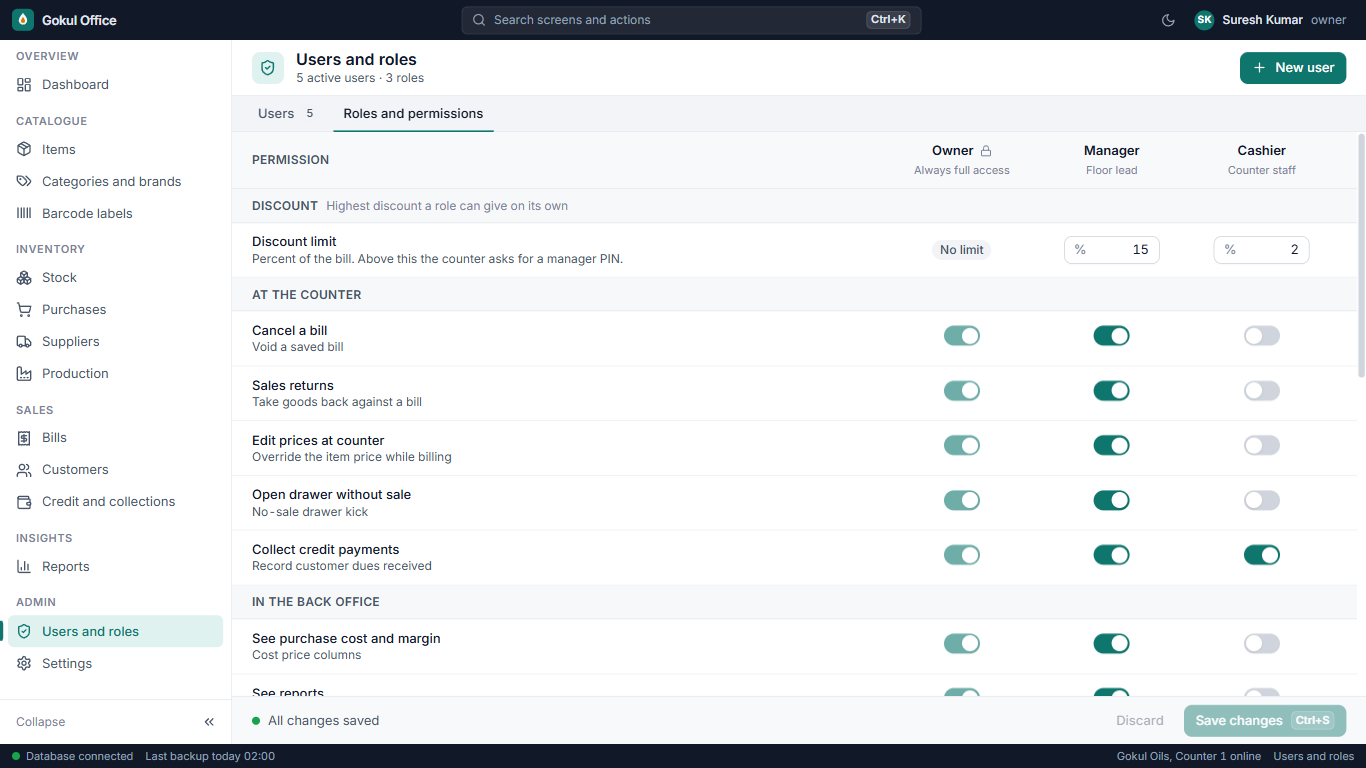 Gokul Office
Search screens and actions
Ctrl+K
SK
Suresh Kumar owner
OVERVIEW
Dashboard
CATALOGUE
Items
Categories and brands
Barcode labels
INVENTORY
Stock
Purchases
Suppliers
Production
SALES
Bills
Customers
Credit and collections
INSIGHTS
Reports
ADMIN
Users and roles
Settings
Collapse
Users and roles
5 active users · 3 roles
+ New user
Users 5
Roles and permissions
PERMISSION
Owner
Always full access
Manager
Floor lead
Cashier
Counter staff
DISCOUNT Highest discount a role can give on its own
Discount limit
Percent of the bill. Above this the counter asks for a manager PIN.
No limit
% 15
% 2
AT THE COUNTER
Cancel a bill
Void a saved bill
Sales returns
Take goods back against a bill
Edit prices at counter
Override the item price while billing
Open drawer without sale
No-sale drawer kick
Collect credit payments
Record customer dues received
IN THE BACK OFFICE
See purchase cost and margin
Cost price columns
See reports
All changes saved
Discard
Save changes Ctrl+S
Database connected
Last backup today 02:00
Gokul Oils, Counter 1 online
Users and roles